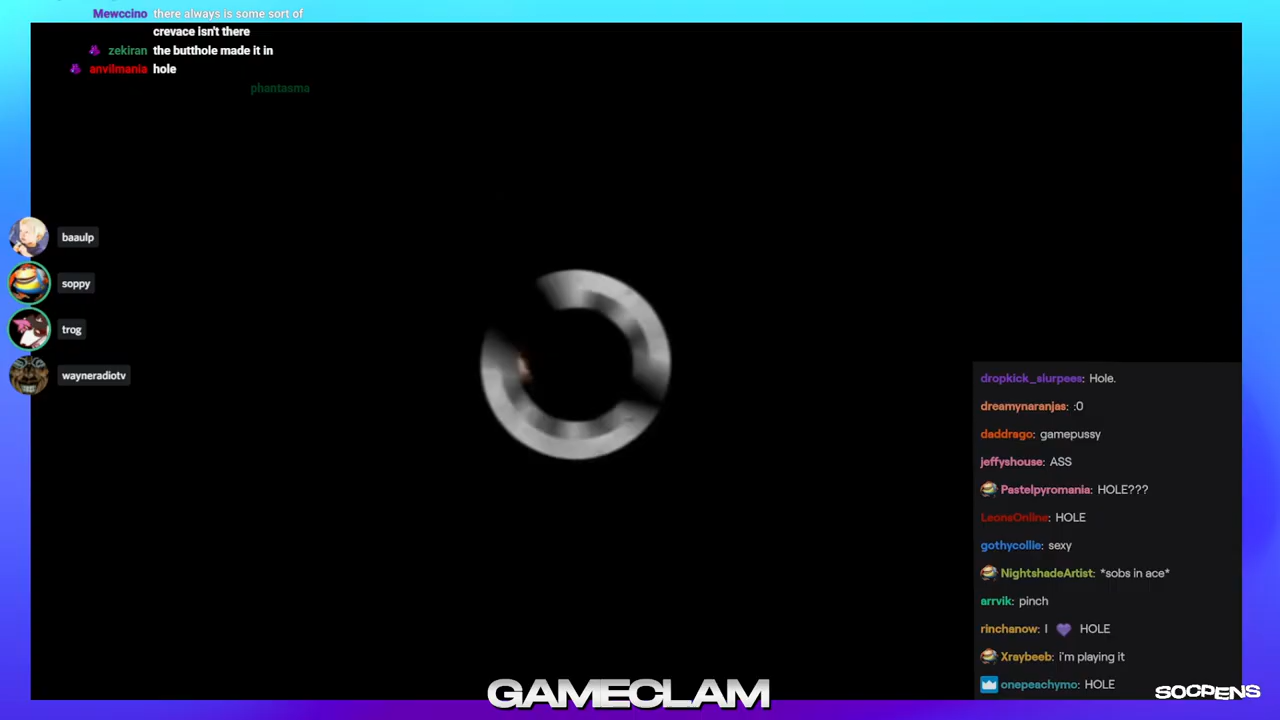 Mewccino there always is some sort of
crevace isn't there
zekiran the butthole made it in
anvilmania hole
phantasma
baaulp
soppy
trog
wayneradiotv
dropkick_slurpees: Hole.
dreamynaranjas: :0
daddrago: gamepussy
jeffyshouse: ASS
Pastelpyromania: HOLE???
LeonsOnline: HOLE
gothycollie: sexy
NightshadeArtist: *sobs in ace*
arrvik: pinch
rinchanow: I 💜 HOLE
Xraybeeb: i'm playing it
onepeachymo: HOLE
GAMECLAM
SOCPENS